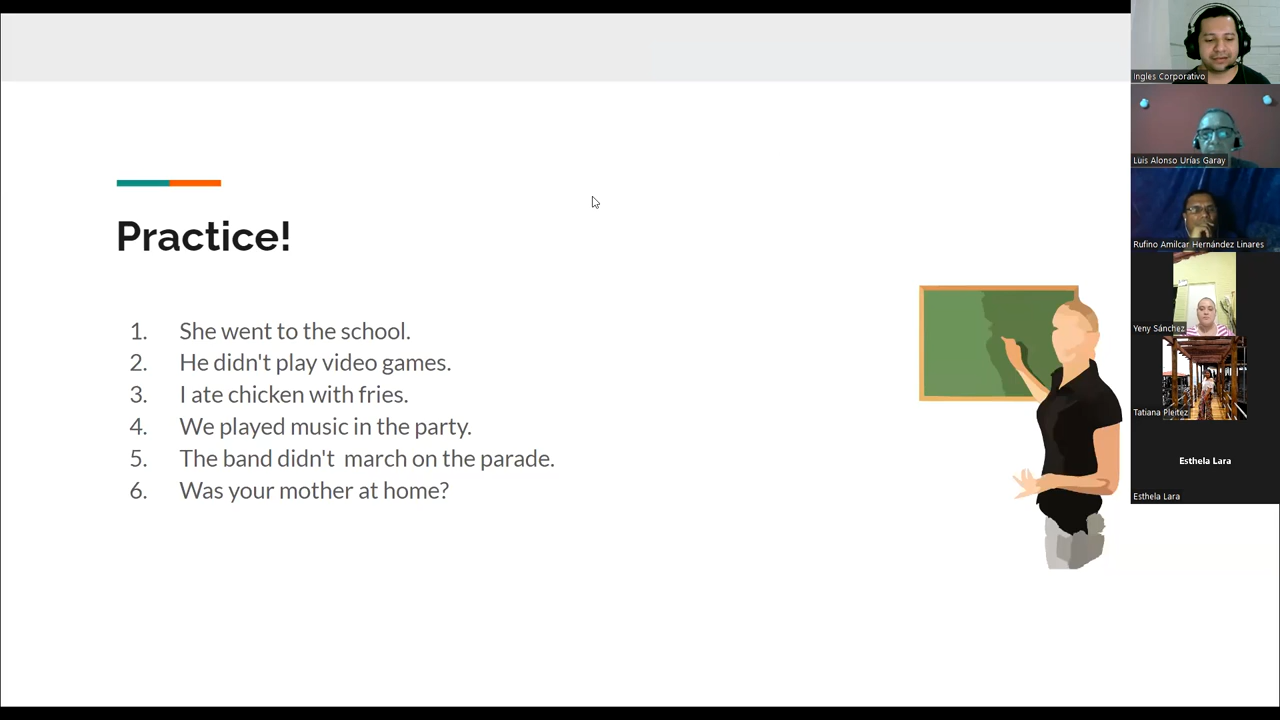 Practice!
1. She went to the school.
2. He didn't play video games.
3. I ate chicken with fries.
4. We played music in the party.
5. The band didn't  march on the parade.
6. Was your mother at home?
Ingles Corporativo
Luis Alonso Urías Garay
Rufino Amilcar Hernández Linares
Yeny Sánchez
Tatiana Pleitez
Esthela Lara
Esthela Lara